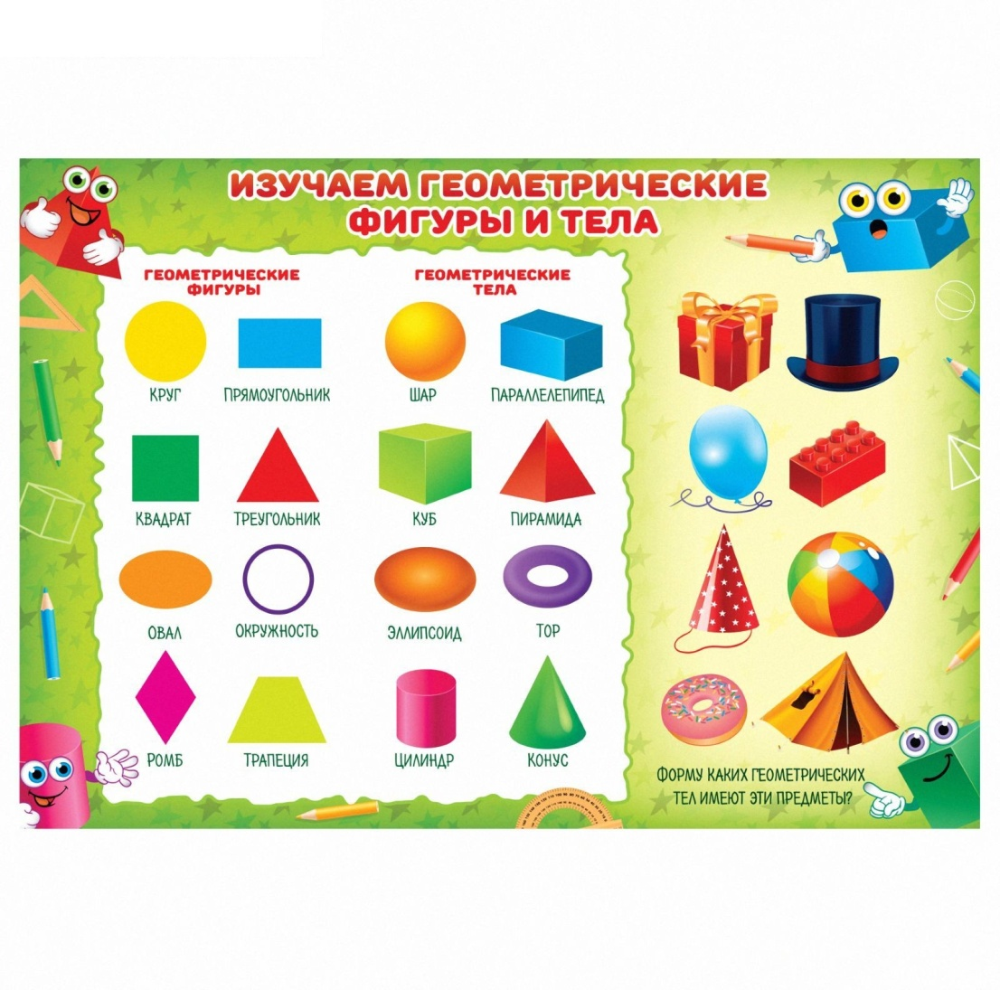 ИЗУЧАЕМ ГЕОМЕТРИЧЕСКИЕ
ФИГУРЫ И ТЕЛА
ГЕОМЕТРИЧЕСКИЕ
ФИГУРЫ
КРУГ
ПРЯМОУГОЛЬНИК
КВАДРАТ
ТРЕУГОЛЬНИК
ОВАЛ
ОКРУЖНОСТЬ
РОМБ
ТРАПЕЦИЯ
ГЕОМЕТРИЧЕСКИЕ
ТЕЛА
ШАР
ПАРАЛЛЕЛЕПИПЕД
КУБ
ПИРАМИДА
ЭЛЛИПСОИД
ТОР
ЦИЛИНДР
КОНУС
ФОРМУ КАКИХ ГЕОМЕТРИЧЕСКИХ
ТЕЛ ИМЕЮТ ЭТИ ПРЕДМЕТЫ?